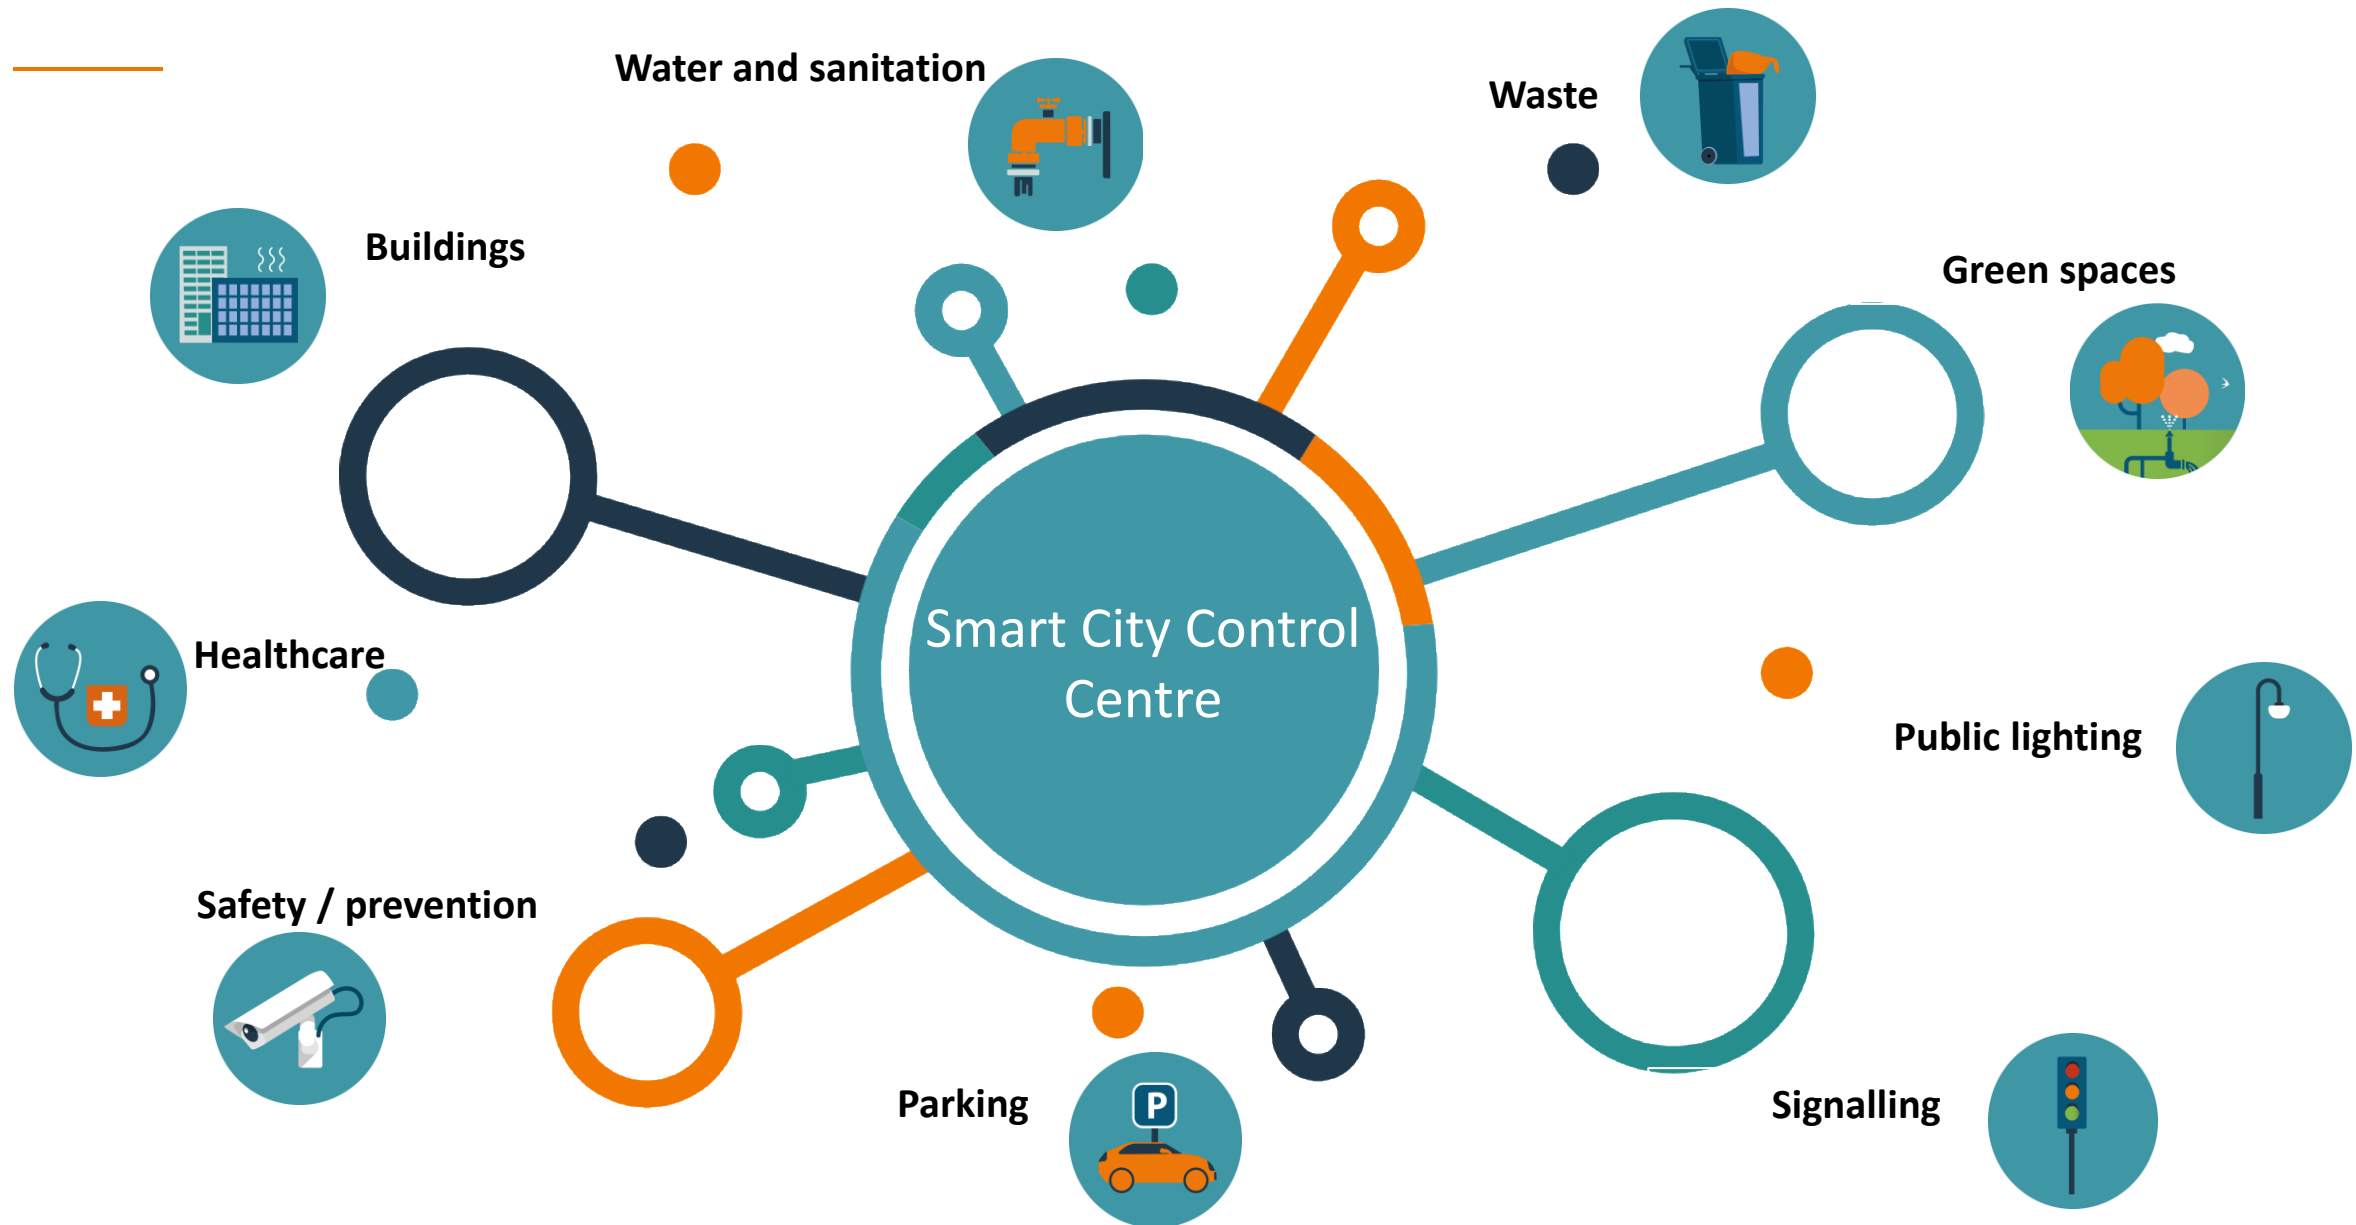 Water and sanitation
Waste
Buildings
Green spaces
Healthcare
Smart City Control
Centre
Public lighting
Safety / prevention
Parking
P
Signalling